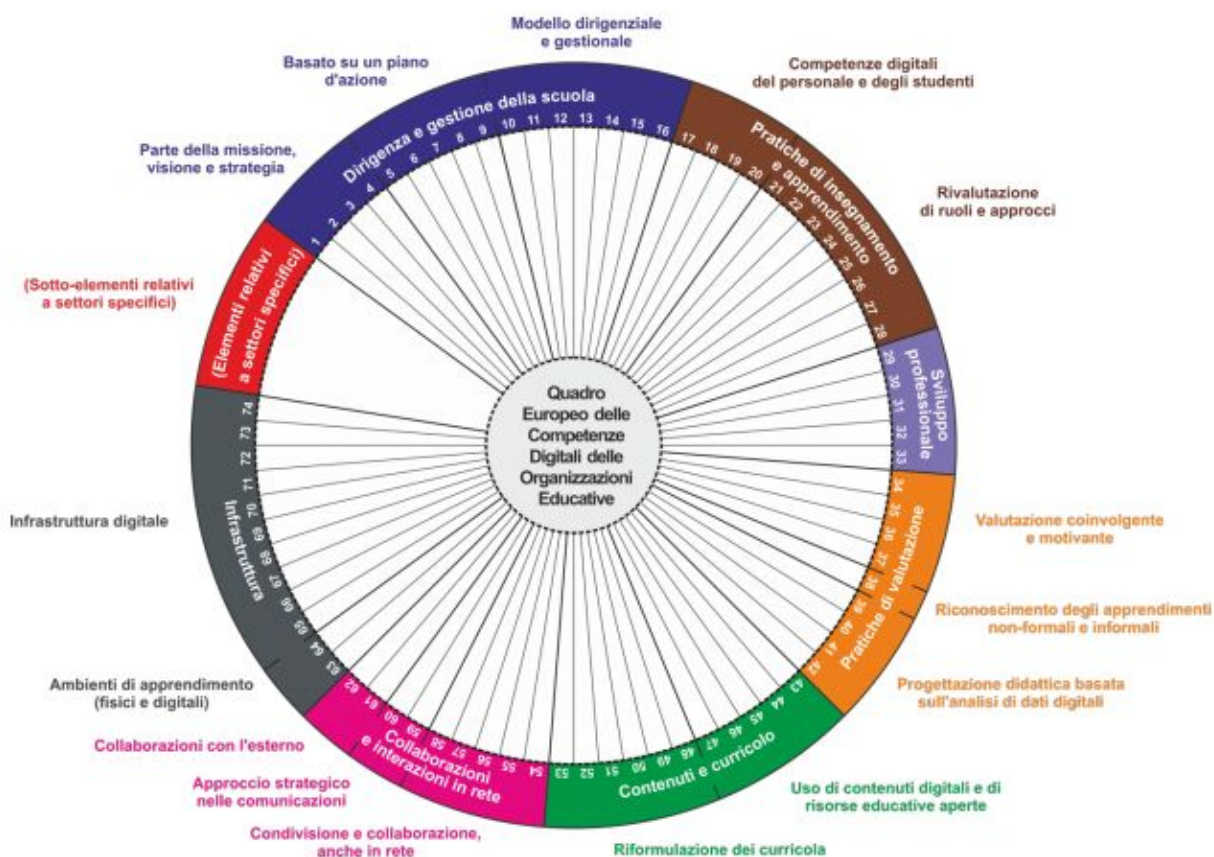 Modello dirigenziale
e gestionale
Basato su un piano
d'azione
Competenze digitali
del personale e degli studenti
Parte della missione,
visione e strategia
Rivalutazione
di ruoli e approcci
(Sotto-elementi relativi
a settori specifici)
Dirigenza e gestione della scuola
Pratiche di insegnamento
e apprendimento
Sviluppo
professionale
Pratiche di valutazione
Contenuti e curricolo
Collaborazioni
e interazioni in rete
Infrastruttura
(Elementi relativi
a settori specifici)
1 2 3 4 5 6 7 8 9 10 11 12 13 14 15 16
17 18 19 20 21 22 23 24 25 26 27 28
29 30 31 32 33
34 35 36 37 38 39 40 41 42
43 44 45 46 47 48 49 50 51 52 53
54 55 56 57 58 59 60 61 62
63 64 65 66 67 68 69 70 71 72 73 74
Quadro
Europeo delle
Competenze
Digitali delle
Organizzazioni
Educative
Infrastruttura digitale
Valutazione coinvolgente
e motivante
Riconoscimento degli apprendimenti
non-formali e informali
Ambienti di apprendimento
(fisici e digitali)
Progettazione didattica basata
sull'analisi di dati digitali
Collaborazioni con l'esterno
Approccio strategico
nelle comunicazioni
Uso di contenuti digitali e di
risorse educative aperte
Condivisione e collaborazione,
anche in rete
Riformulazione dei curricola